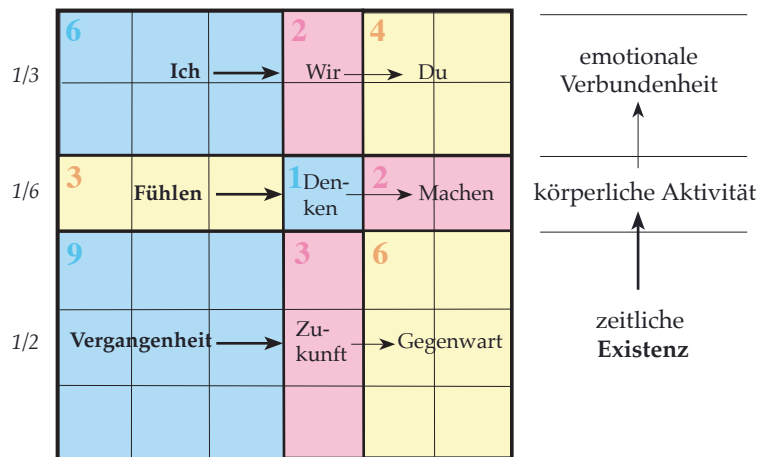 6 2 4
emotionale
Verbundenheit
1/3 Ich Wir Du
3 1 2
1/6 Fühlen Den-
ken Machen körperliche Aktivität
9 3 6
zeitliche
Existenz
1/2 Vergangenheit Zu-
kunft Gegenwart